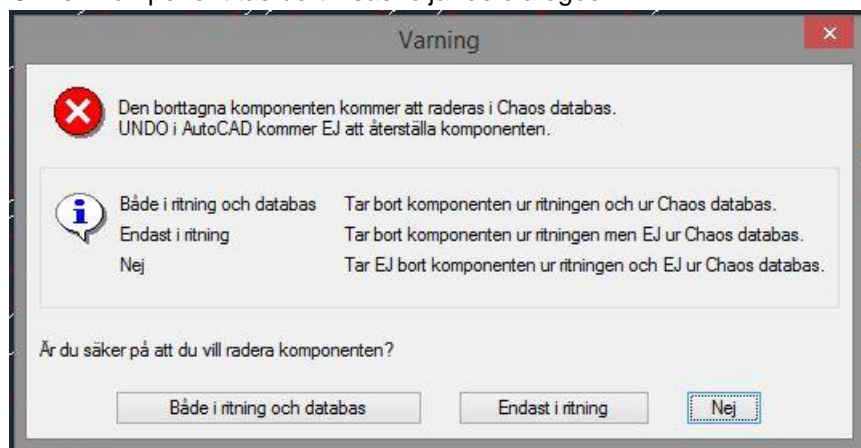 Varning
Den borttagna komponenten kommer att raderas i Chaos databas.
UNDO i AutoCAD kommer EJ att återställa komponenten.
Både i ritning och databas Tar bort komponenten ur ritningen och ur Chaos databas.
Endast i ritning Tar bort komponenten ur ritningen men EJ ur Chaos databas.
Nej Tar EJ bort komponenten ur ritningen och EJ ur Chaos databas.
Är du säker på att du vill radera komponenten?
Både i ritning och databas Endast i ritning Nej